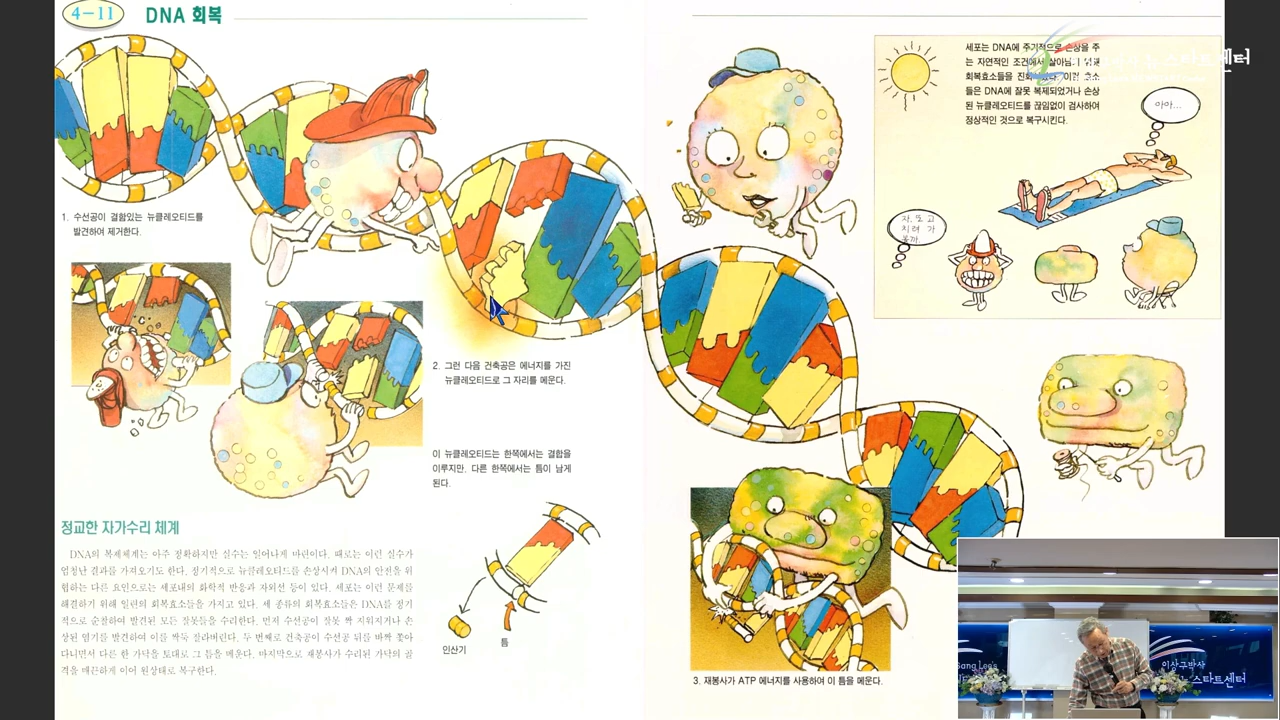 4-11 DNA 회복
1. 수선공이 결함있는 뉴클레오티드를
발견하여 제거한다.
2. 그런 다음 건축공은 에너지를 가진
뉴클레오티드로 그 자리를 메운다.
이 뉴클레오티드는 한쪽에서는 결합을
이루지만, 다른 한쪽에서는 틈이 남게
된다.
정교한 자가수리 체계
DNA의 복제체계는 아주 정확하지만 실수는 일어나게 마련이다. 때로는 이런 실수가
엄청난 결과를 가져오기도 한다. 정기적으로 뉴클레오티드를 손상시켜 DNA의 안전을 위
협하는 다른 요인으로는 세포내의 화학적 반응과 자외선 등이 있다. 세포는 이런 문제를
해결하기 위해 일련의 회복효소들을 가지고 있다. 세 종류의 회복효소들은 DNA를 정기
적으로 순찰하여 발견된 모든 잘못들을 수리한다. 먼저 수선공이 잘못 짝 지워지거나 손
상된 염기를 발견하여 이를 싹둑 잘라버린다. 두 번째로 건축공이 수선공 뒤를 바짝 쫓아
다니면서 다른 한 가닥을 토대로 그 틈을 메운다. 마지막으로 재봉사가 수리된 가닥의 골
격을 매끈하게 이어 원상태로 복구한다.
인산기
틈
세포는 DNA에 주기적으로 손상을 주
는 자연적인 조건에서 살아남기 위해
회복효소들을 효소
들은 DNA에 잘못 복제되었거나 손상
된 뉴클레오티드를 끊임없이 검사하여
정상적인 것으로 복구시킨다.
아아...
자, 또 고
치러 가
볼까.
3. 재봉사가 ATP 에너지를 사용하여 이 틈을 메운다.
뉴스타트센터
Sang Lee's
이상구박사
뉴스타트센터